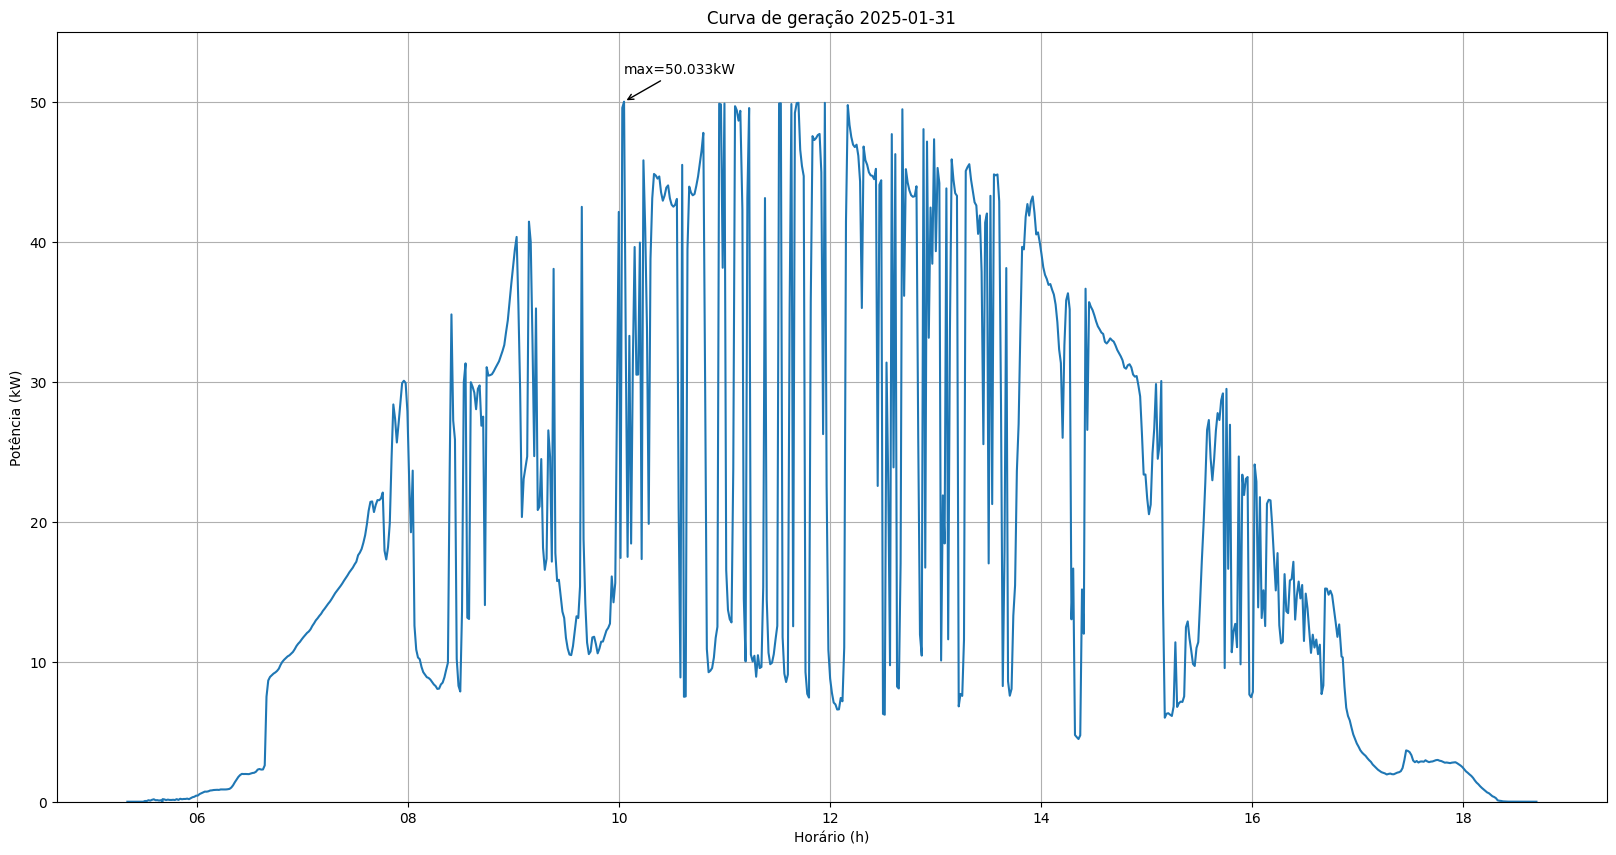 Curva de geração 2025-01-31
max=50.033kW
Potência (kW)
50
40
30
20
10
0
06 08 10 12 14 16 18
Horário (h)